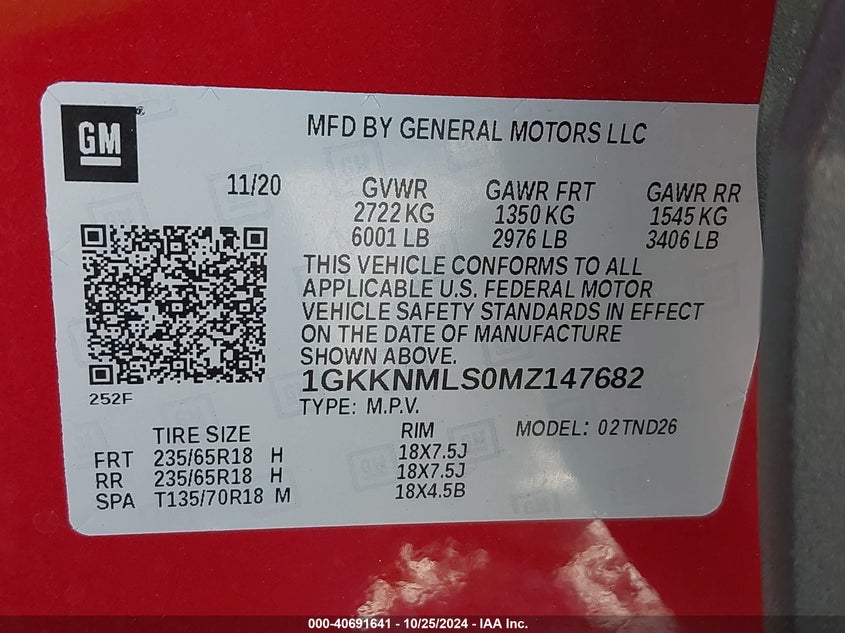 GM
MFD BY GENERAL MOTORS LLC
11/20
GVWR GAWR FRT GAWR RR
2722 KG 1350 KG 1545 KG
6001 LB 2976 LB 3406 LB
THIS VEHICLE CONFORMS TO ALL
APPLICABLE U.S. FEDERAL MOTOR
VEHICLE SAFETY STANDARDS IN EFFECT
ON THE DATE OF MANUFACTURE
SHOWN ABOVE.
1GKKNMLS0MZ147682
252F
TYPE: M.P.V.
TIRE SIZE RIM MODEL: 02TND26
FRT 235/65R18 H 18X7.5J
RR 235/65R18 H 18X7.5J
SPA T135/70R18 M 18X4.5B
000-40691641 / 10/25/2024 - IAA Inc.